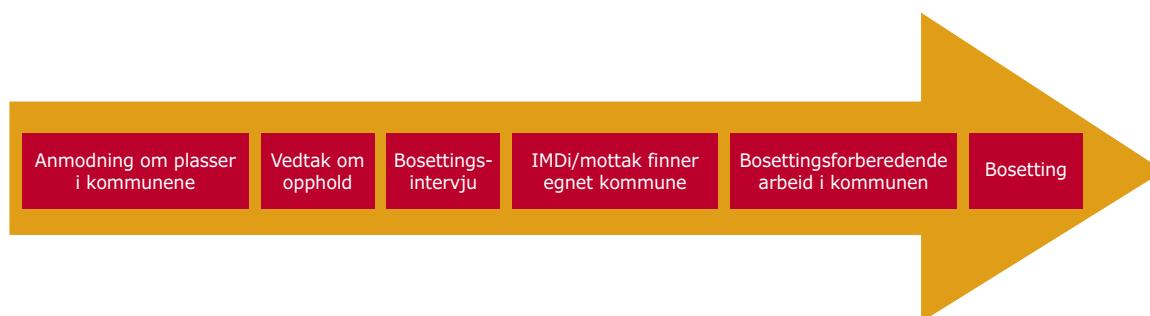 Anmodning om plasser
i kommunene
Vedtak om
opphold
Bosettings-
intervju
IMDi/mottak finner
egnet kommune
Bosettingsforberedende
arbeid i kommunen
Bosetting